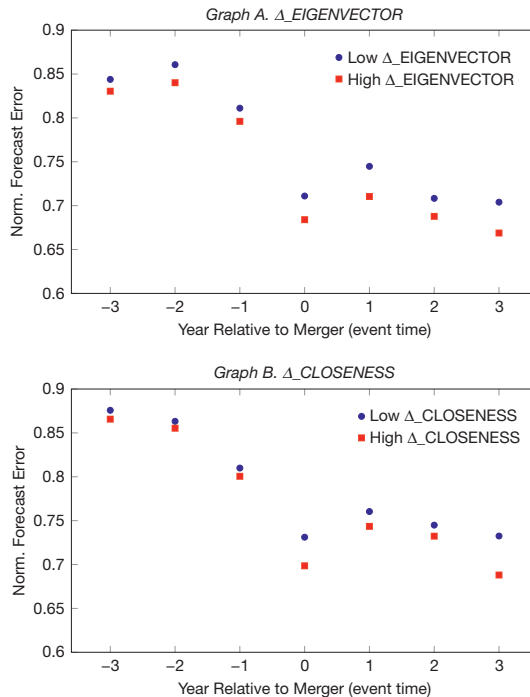 Graph A. Δ_EIGENVECTOR
0.9
Low Δ_EIGENVECTOR
High Δ_EIGENVECTOR
0.85
0.8
0.75
0.7
0.65
0.6
Norm. Forecast Error
−3 −2 −1 0 1 2 3
Year Relative to Merger (event time)
Graph B. Δ_CLOSENESS
0.9
Low Δ_CLOSENESS
High Δ_CLOSENESS
0.85
0.8
0.75
0.7
0.65
0.6
Norm. Forecast Error
−3 −2 −1 0 1 2 3
Year Relative to Merger (event time)